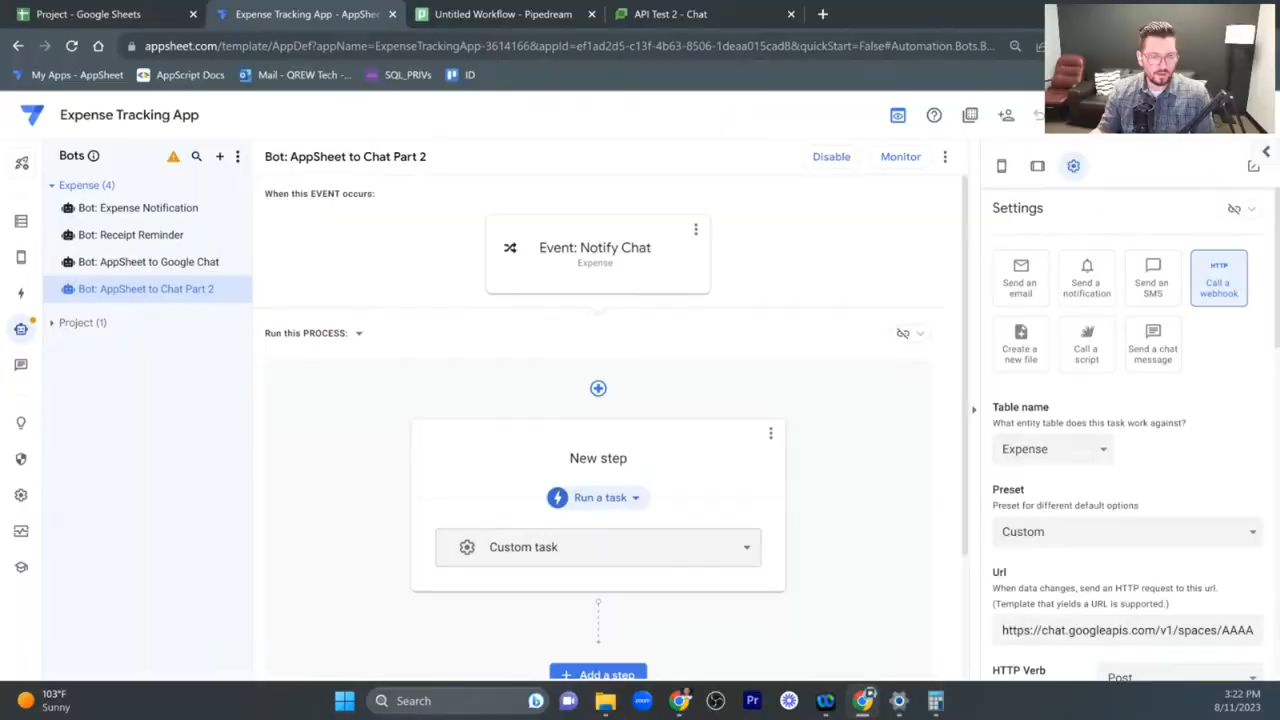 Project - Google Sheets
Expense Tracking App - AppShe
Untitled Workflow - Pipedream
API Test 2 - Chat
appsheet.com/template/AppDef?appName=ExpenseTrackingApp-3614166&appId=ef1ad2d5-c13f-4b63-8506-1deaa015cad8&quickStart=False#Automation.Bots.B...
My Apps - AppSheet
AppScript Docs
Mail - QREW Tech -...
SQL_PRIVs
ID
Expense Tracking App
Bots
Expense (4)
Bot: Expense Notification
Bot: Receipt Reminder
Bot: AppSheet to Google Chat
Bot: AppSheet to Chat Part 2
Project (1)
Bot: AppSheet to Chat Part 2
Disable
Monitor
When this EVENT occurs:
Event: Notify Chat
Expense
Run this PROCESS:
New step
Run a task
Custom task
Add a step
Settings
Send an
email
Send a
notification
Send an
SMS
HTTP
Call a
webhook
Create a
new file
Call a
script
Send a chat
message
Table name
What entity table does this task work against?
Expense
Preset
Preset for different default options
Custom
Url
When data changes, send an HTTP request to this url.
(Template that yields a URL is supported.)
https://chat.googleapis.com/v1/spaces/AAAA
HTTP Verb
Post
103°F
Sunny
Search
zoom
Pr
3:22 PM
8/11/2023